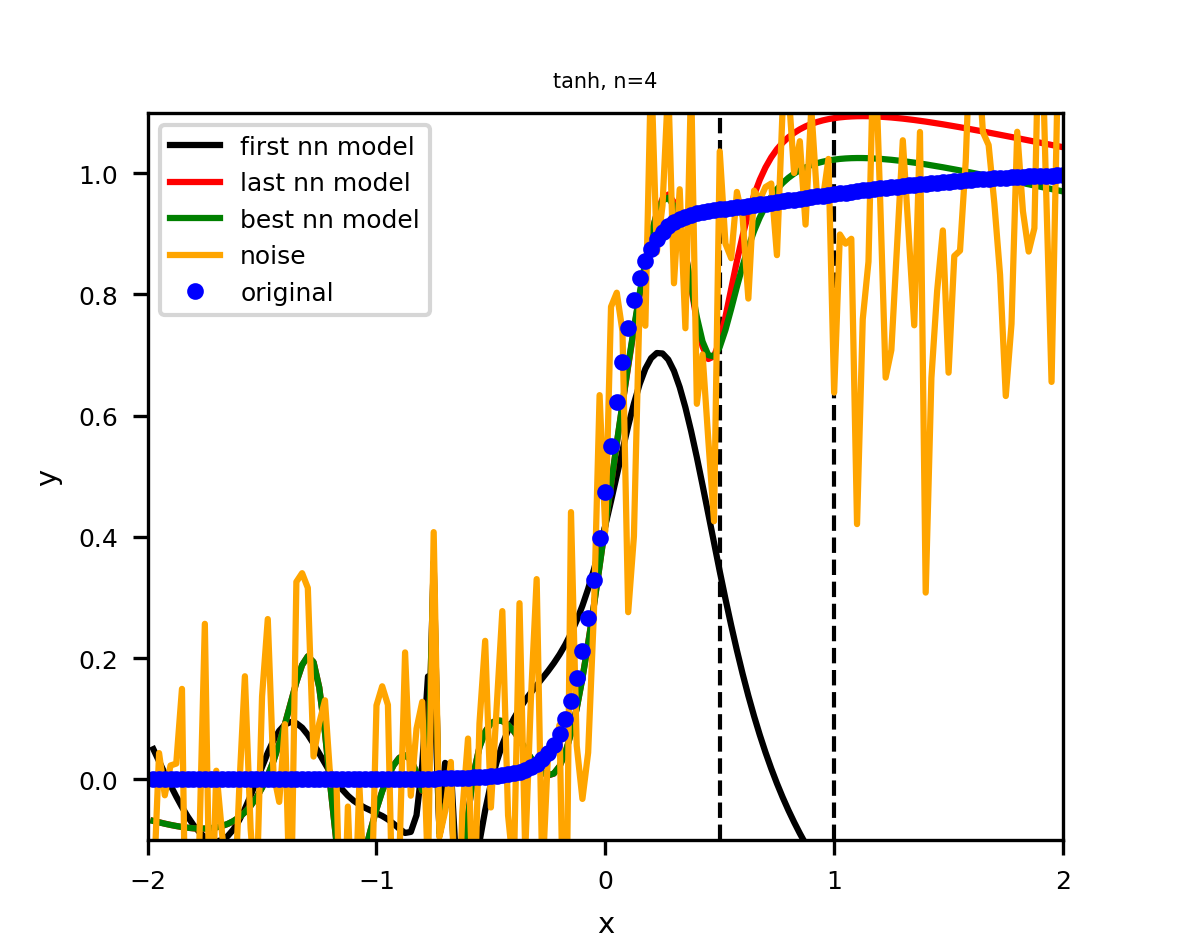 tanh, n=4
first nn model
last nn model
best nn model
noise
original
y
1.0
0.8
0.6
0.4
0.2
0.0
−2 −1 0 1 2
x